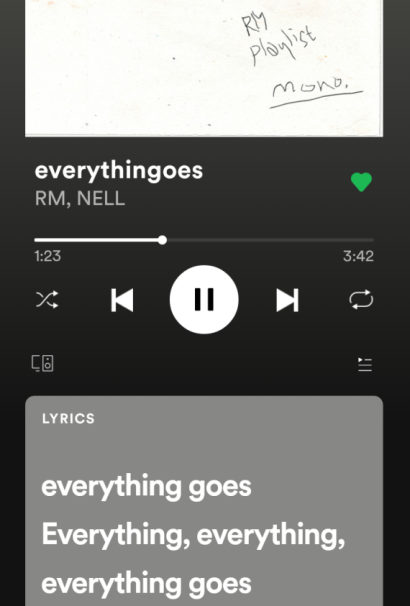 RM
playlist
mono.
everythingoes
RM, NELL
1:23
3:42
LYRICS
everything goes
Everything, everything,
everything goes